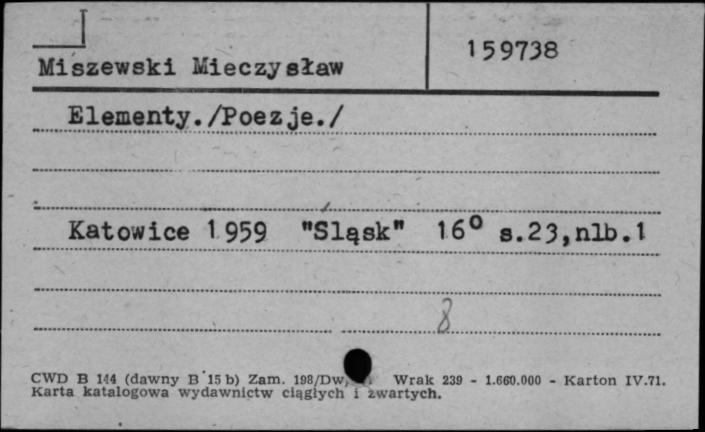 159738
Miszewski Mieczysław
Elementy./Poezje./
Katowice 1959 "Śląsk" 16° s.23,nlb.1
8
CWD B 144 (dawny B 15 b) Zam. 198/Dw, Wrak 239 - 1.660.000 - Karton IV.71.
Karta katalogowa wydawnictw ciągłych i zwartych.